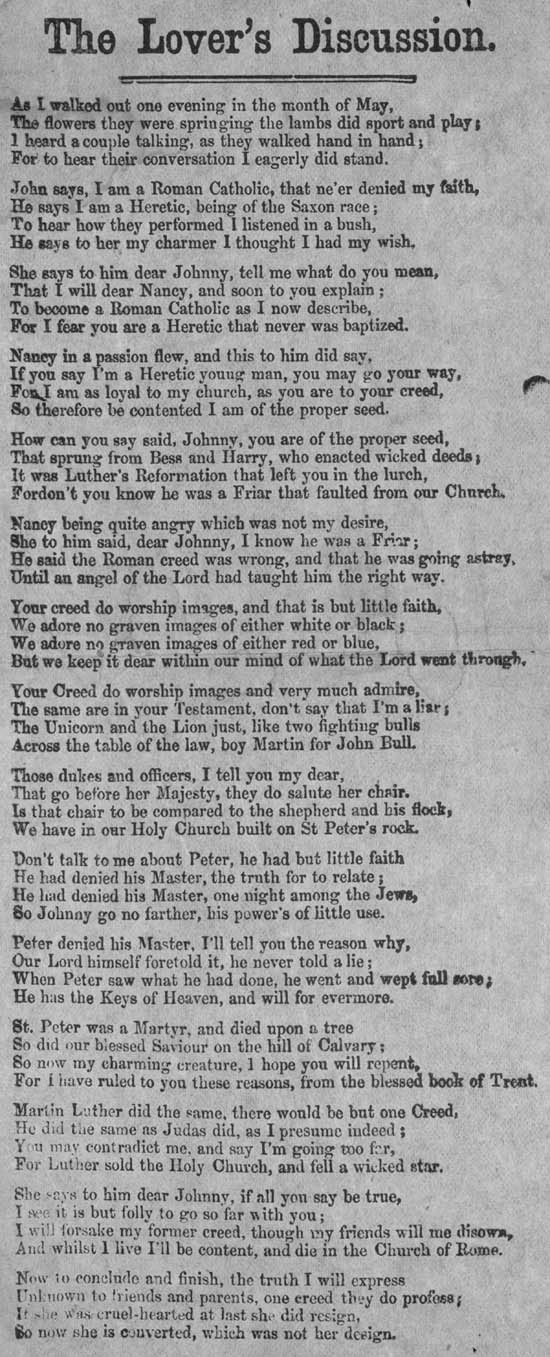 The Lover's Discussion.
As I walked out one evening in the month of May,
The flowers they were springing the lambs did sport and play;
I heard a couple talking, as they walked hand in hand;
For to hear their conversation I eagerly did stand.
John says, I am a Roman Catholic, that ne'er denied my faith,
He says I am a Heretic, being of the Saxon race;
To hear how they performed I listened in a bush,
He says to her my charmer I thought I had my wish.
She says to him dear Johnny, tell me what do you mean,
That I will dear Nancy, and soon to you explain;
To become a Roman Catholic as I now describe,
For I fear you are a Heretic that never was baptized.
Nancy in a passion flew, and this to him did say,
If you say I'm a Heretic young man, you may go your way,
For I am as loyal to my church, as you are to your creed,
So therefore be contented I am of the proper seed.
How can you say said, Johnny, you are of the proper seed,
That sprung from Bess and Harry, who enacted wicked deeds;
It was Luther's Reformation that left you in the lurch,
Fordon't you know he was a Friar that faulted from our Church.
Nancy being quite angry which was not my desire,
She to him said, dear Johnny, I know he was a Friar;
He said the Roman creed was wrong, and that he was going astray,
Until an angel of the Lord had taught him the right way.
Your creed do worship images, and that is but little faith,
We adore no graven images of either white or black;
We adore no graven images of either red or blue,
But we keep it dear within our mind of what the Lord went through.
Your Creed do worship images and very much admire,
The same are in your Testament, don't say that I'm a liar;
The Unicorn and the Lion just, like two fighting bulls
Across the table of the law, boy Martin for John Bull.
Those dukes and officers, I tell you my dear,
That go before her Majesty, they do salute her chair.
Is that chair to be compared to the shepherd and his flock,
We have in our Holy Church built on St Peter's rock.
Don't talk to me about Peter, he had but little faith
He had denied his Master, the truth for to relate;
He had denied his Master, one night among the Jews,
So Johnny go no farther, his power's of little use.
Peter denied his Master, I'll tell you the reason why,
Our Lord himself foretold it, he never told a lie;
When Peter saw what he had done, he went and wept full sore;
He has the Keys of Heaven, and will for evermore.
St. Peter was a Martyr, and died upon a tree
So did our blessed Saviour on the hill of Calvary;
So now my charming creature, I hope you will repent,
For I have ruled to you these reasons, from the blessed book of Trent.
Martin Luther did the same, there would be but one Creed,
He did the same as Judas did, as I presume indeed;
You may contradict me, and say I'm going too far,
For Luther sold the Holy Church, and fell a wicked star.
She says to him dear Johnny, if all you say be true,
I see it is but folly to go so far with you;
I will forsake my former creed, though my friends will me disown,
And whilst I live I'll be content, and die in the Church of Rome.
Now to conclude and finish, the truth I will express
Unknown to friends and parents, one creed they do profess;
If she was cruel-hearted at last she did resign,
So now she is converted, which was not her design.